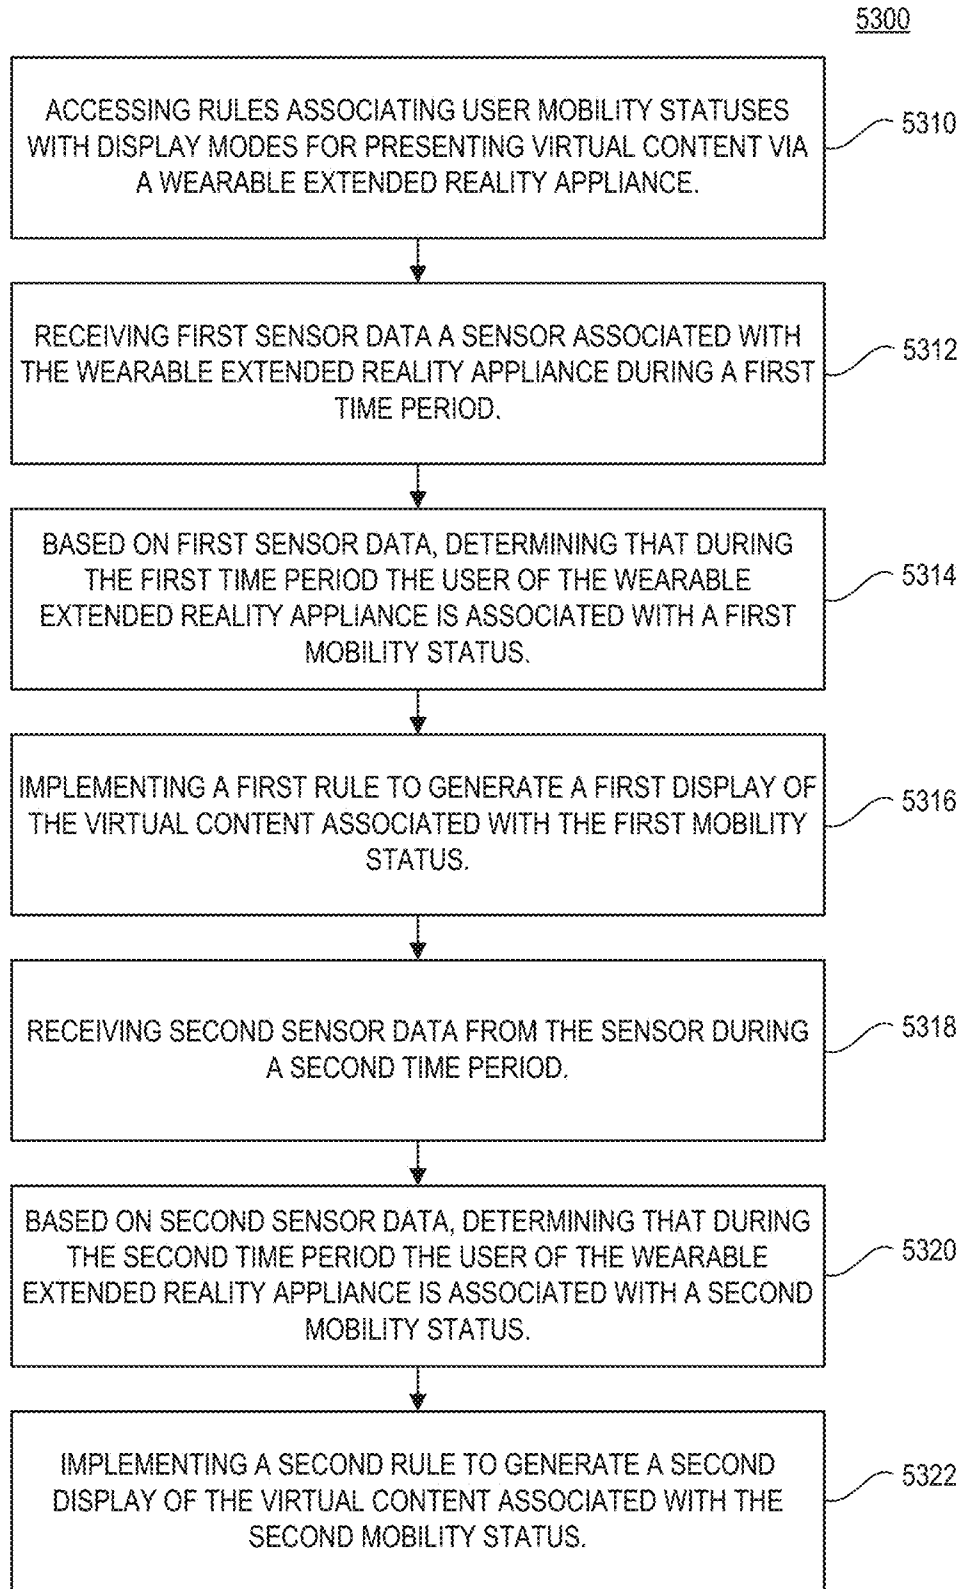 5300
ACCESSING RULES ASSOCIATING USER MOBILITY STATUSES
WITH DISPLAY MODES FOR PRESENTING VIRTUAL CONTENT VIA
A WEARABLE EXTENDED REALITY APPLIANCE.
5310
RECEIVING FIRST SENSOR DATA A SENSOR ASSOCIATED WITH
THE WEARABLE EXTENDED REALITY APPLIANCE DURING A FIRST
TIME PERIOD.
5312
BASED ON FIRST SENSOR DATA, DETERMINING THAT DURING
THE FIRST TIME PERIOD THE USER OF THE WEARABLE
EXTENDED REALITY APPLIANCE IS ASSOCIATED WITH A FIRST
MOBILITY STATUS.
5314
IMPLEMENTING A FIRST RULE TO GENERATE A FIRST DISPLAY OF
THE VIRTUAL CONTENT ASSOCIATED WITH THE FIRST MOBILITY
STATUS.
5316
RECEIVING SECOND SENSOR DATA FROM THE SENSOR DURING
A SECOND TIME PERIOD.
5318
BASED ON SECOND SENSOR DATA, DETERMINING THAT DURING
THE SECOND TIME PERIOD THE USER OF THE WEARABLE
EXTENDED REALITY APPLIANCE IS ASSOCIATED WITH A SECOND
MOBILITY STATUS.
5320
IMPLEMENTING A SECOND RULE TO GENERATE A SECOND
DISPLAY OF THE VIRTUAL CONTENT ASSOCIATED WITH THE
SECOND MOBILITY STATUS.
5322